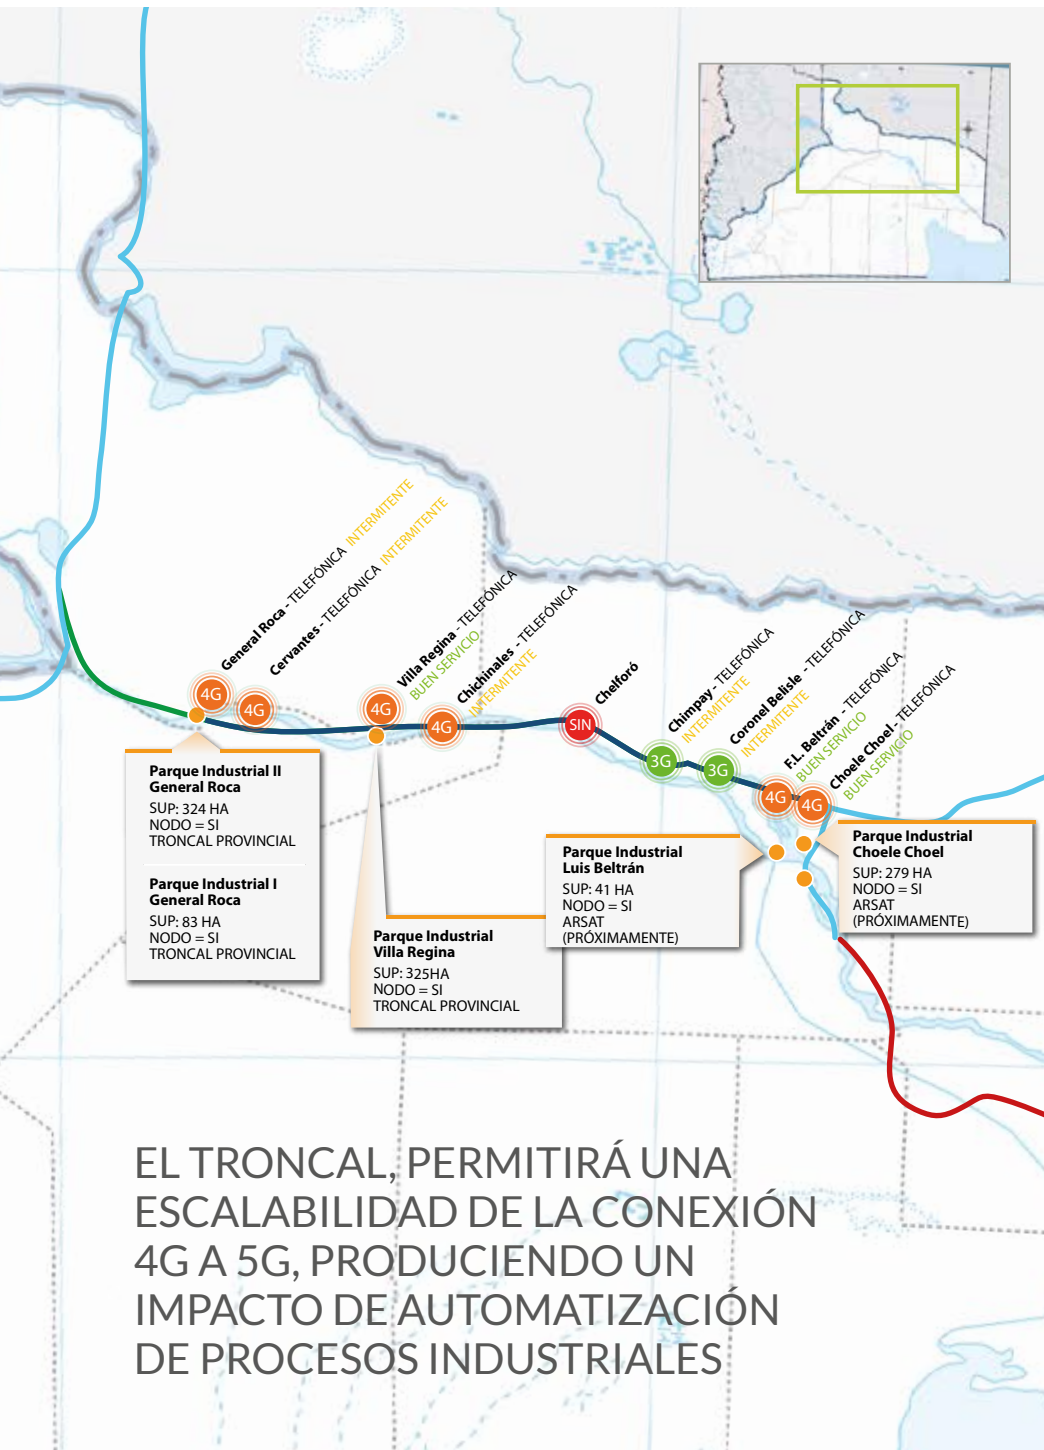 General Roca - TELEFÓNICA INTERMITENTE
Cervantes - TELEFÓNICA INTERMITENTE
Villa Regina - TELEFÓNICA
BUEN SERVICIO
Chichinales - TELEFÓNICA
INTERMITENTE
Chelforó
Chimpay - TELEFÓNICA
INTERMITENTE
Coronel Belisle - TELEFÓNICA
INTERMITENTE
F.L. Beltrán - TELEFÓNICA
BUEN SERVICIO
Choele Choel - TELEFÓNICA
BUEN SERVICIO
4G
4G
4G
4G
SIN
3G
3G
4G
4G
Parque Industrial II
General Roca
SUP: 324 HA
NODO = SI
TRONCAL PROVINCIAL
Parque Industrial I
General Roca
SUP: 83 HA
NODO = SI
TRONCAL PROVINCIAL
Parque Industrial
Villa Regina
SUP: 325HA
NODO = SI
TRONCAL PROVINCIAL
Parque Industrial
Luis Beltrán
SUP: 41 HA
NODO = SI
ARSAT
(PRÓXIMAMENTE)
Parque Industrial
Choele Choel
SUP: 279 HA
NODO = SI
ARSAT
(PRÓXIMAMENTE)
EL TRONCAL, PERMITIRÁ UNA
ESCALABILIDAD DE LA CONEXIÓN
4G A 5G, PRODUCIENDO UN
IMPACTO DE AUTOMATIZACIÓN
DE PROCESOS INDUSTRIALES